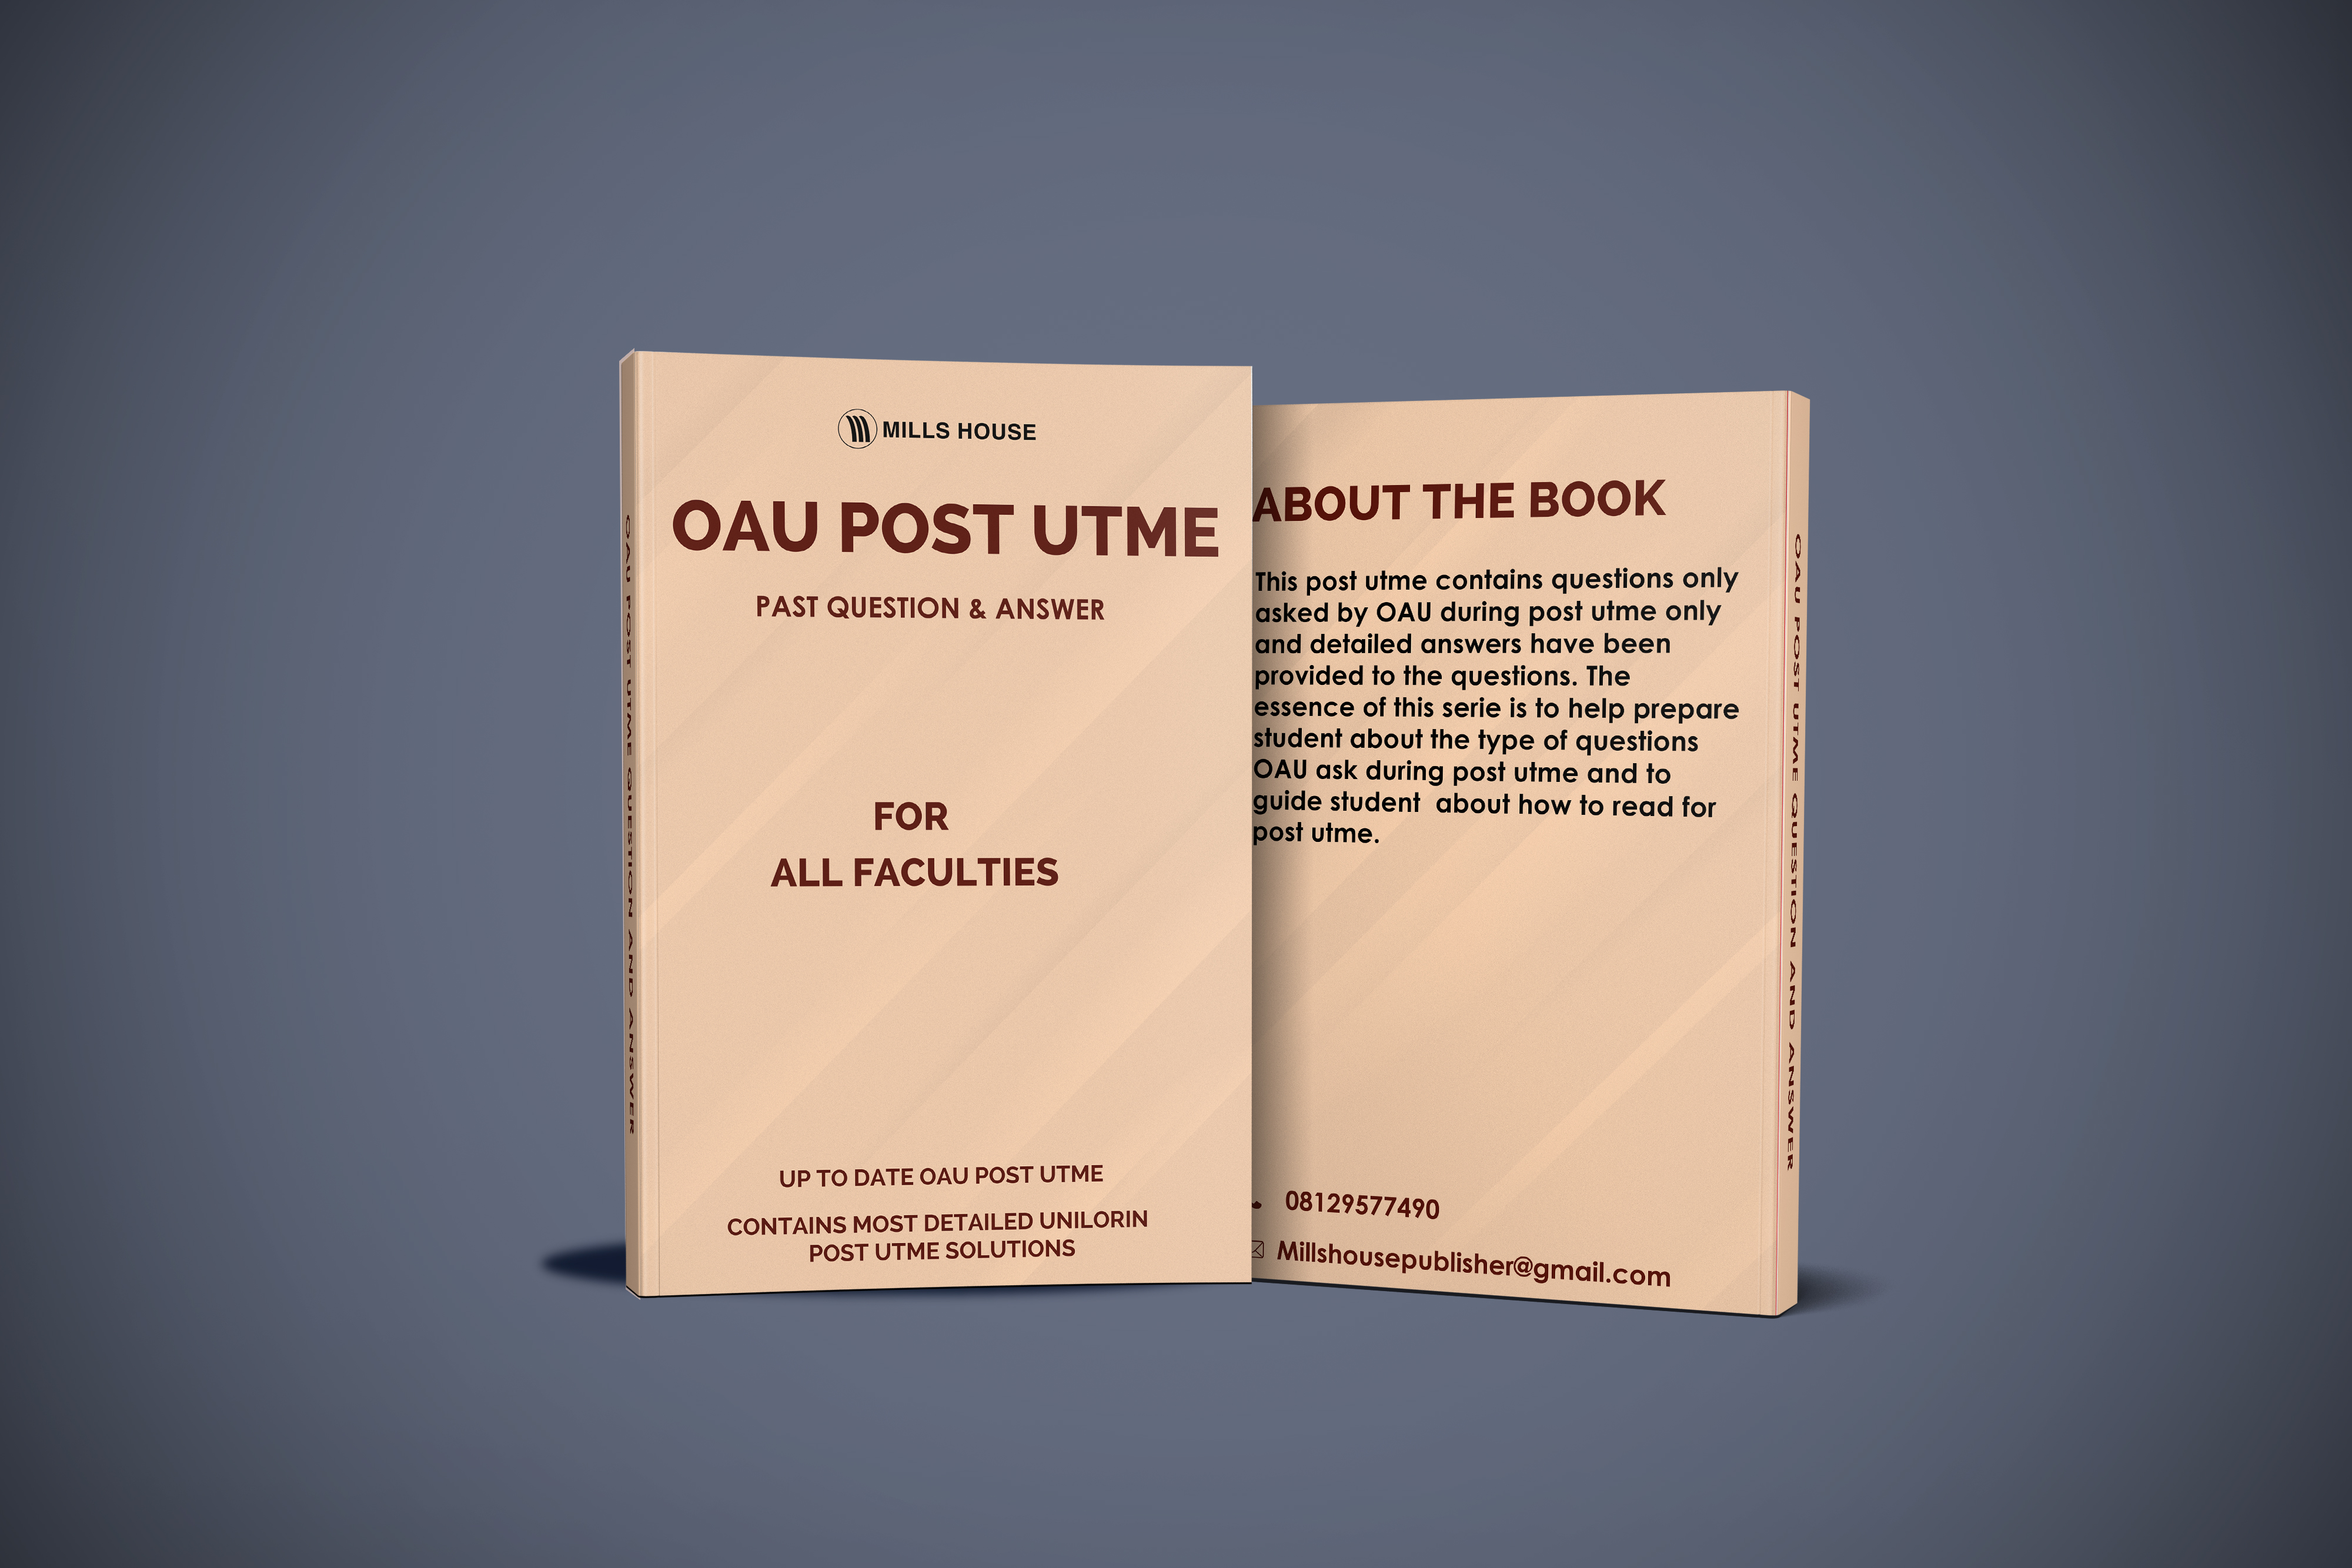 MILLS HOUSE
OAU POST UTME
PAST QUESTION & ANSWER
FOR
ALL FACULTIES
UP TO DATE OAU POST UTME
CONTAINS MOST DETAILED UNILORIN
POST UTME SOLUTIONS
OAU POST UTME QUESTION AND ANSWER
ABOUT THE BOOK
This post utme contains questions only
asked by OAU during post utme only
and detailed answers have been
provided to the questions. The
essence of this serie is to help prepare
student about the type of questions
OAU ask during post utme and to
guide student  about how to read for
post utme.
08129577490
Millshousepublisher@gmail.com
OAU POST UTME QUESTION AND ANSWER